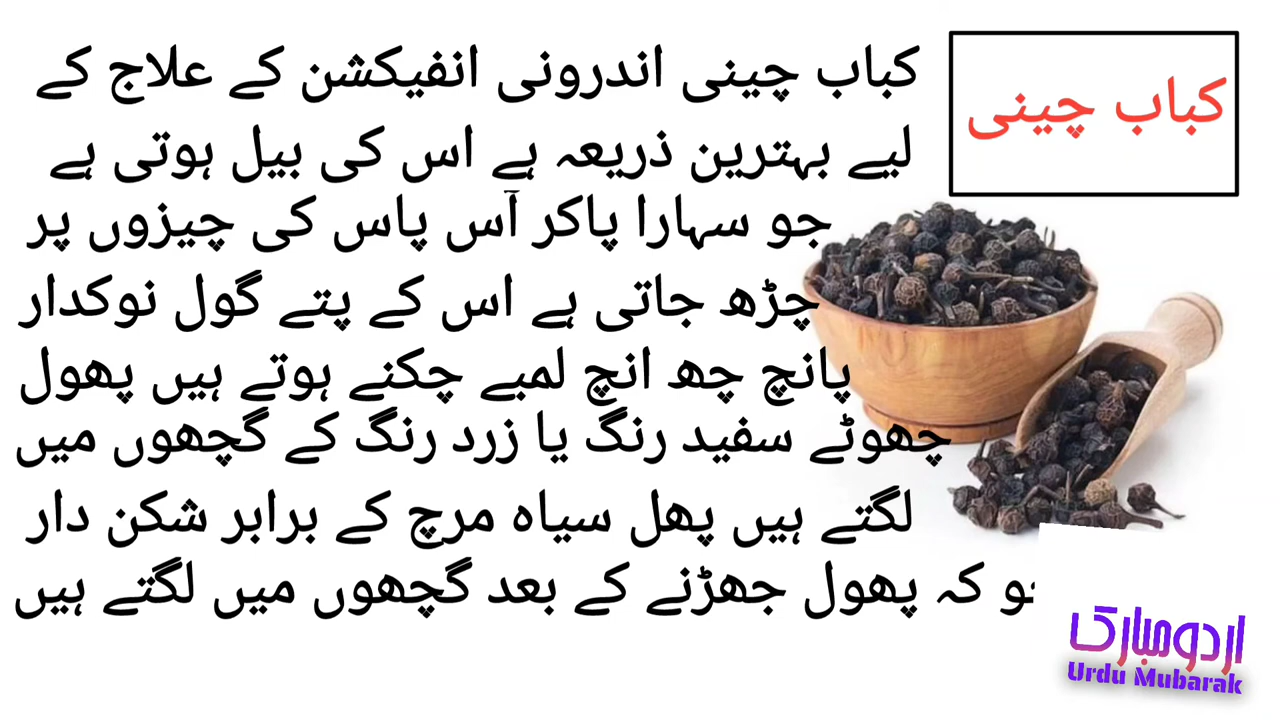 کباب چینی
کباب چینی اندرونی انفیکشن کے علاج کے
لیے بہترین ذریعہ ہے اس کی بیل ہوتی ہے
جو سہارا پاکر آس پاس کی چیزوں پر
چڑھ جاتی ہے اس کے پتے گول نوکدار
پانچ چھ انچ لمبے چکنے ہوتے ہیں پھول
چھوٹے سفید رنگ یا زرد رنگ کے گچھوں میں
لگتے ہیں پھل سیاہ مرچ کے برابر شکن دار
جو کہ پھول جھڑنے کے بعد گچھوں میں لگتے ہیں
اردو مبارک
Urdu Mubarak